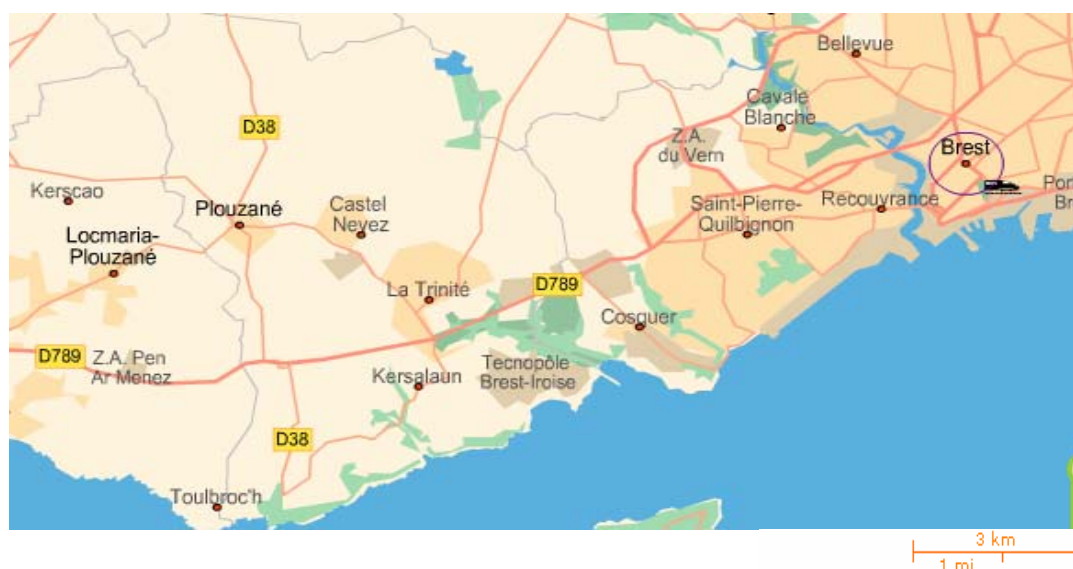 Bellevue
Cavale
Blanche
D38
Z.A.
du Vern
Brest
Kerscao
Plouzané
Castel
Nevez
Saint-Pierre-
Quilbignon
Recouvrance
Pon
Br
Locmaria-
Plouzané
La Trinité
D789
Cosguer
D789
Z.A. Pen
Ar Menez
Kersalaun
Tecnopôle
Brest-Iroise
D38
Toulbroc'h
3 km
1 mi